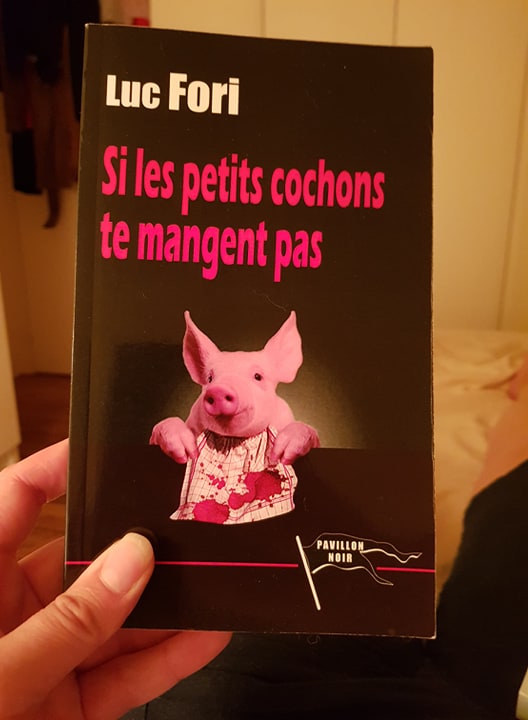 Luc Fori
Si les petits cochons
te mangent pas
PAVILLON
NOIR